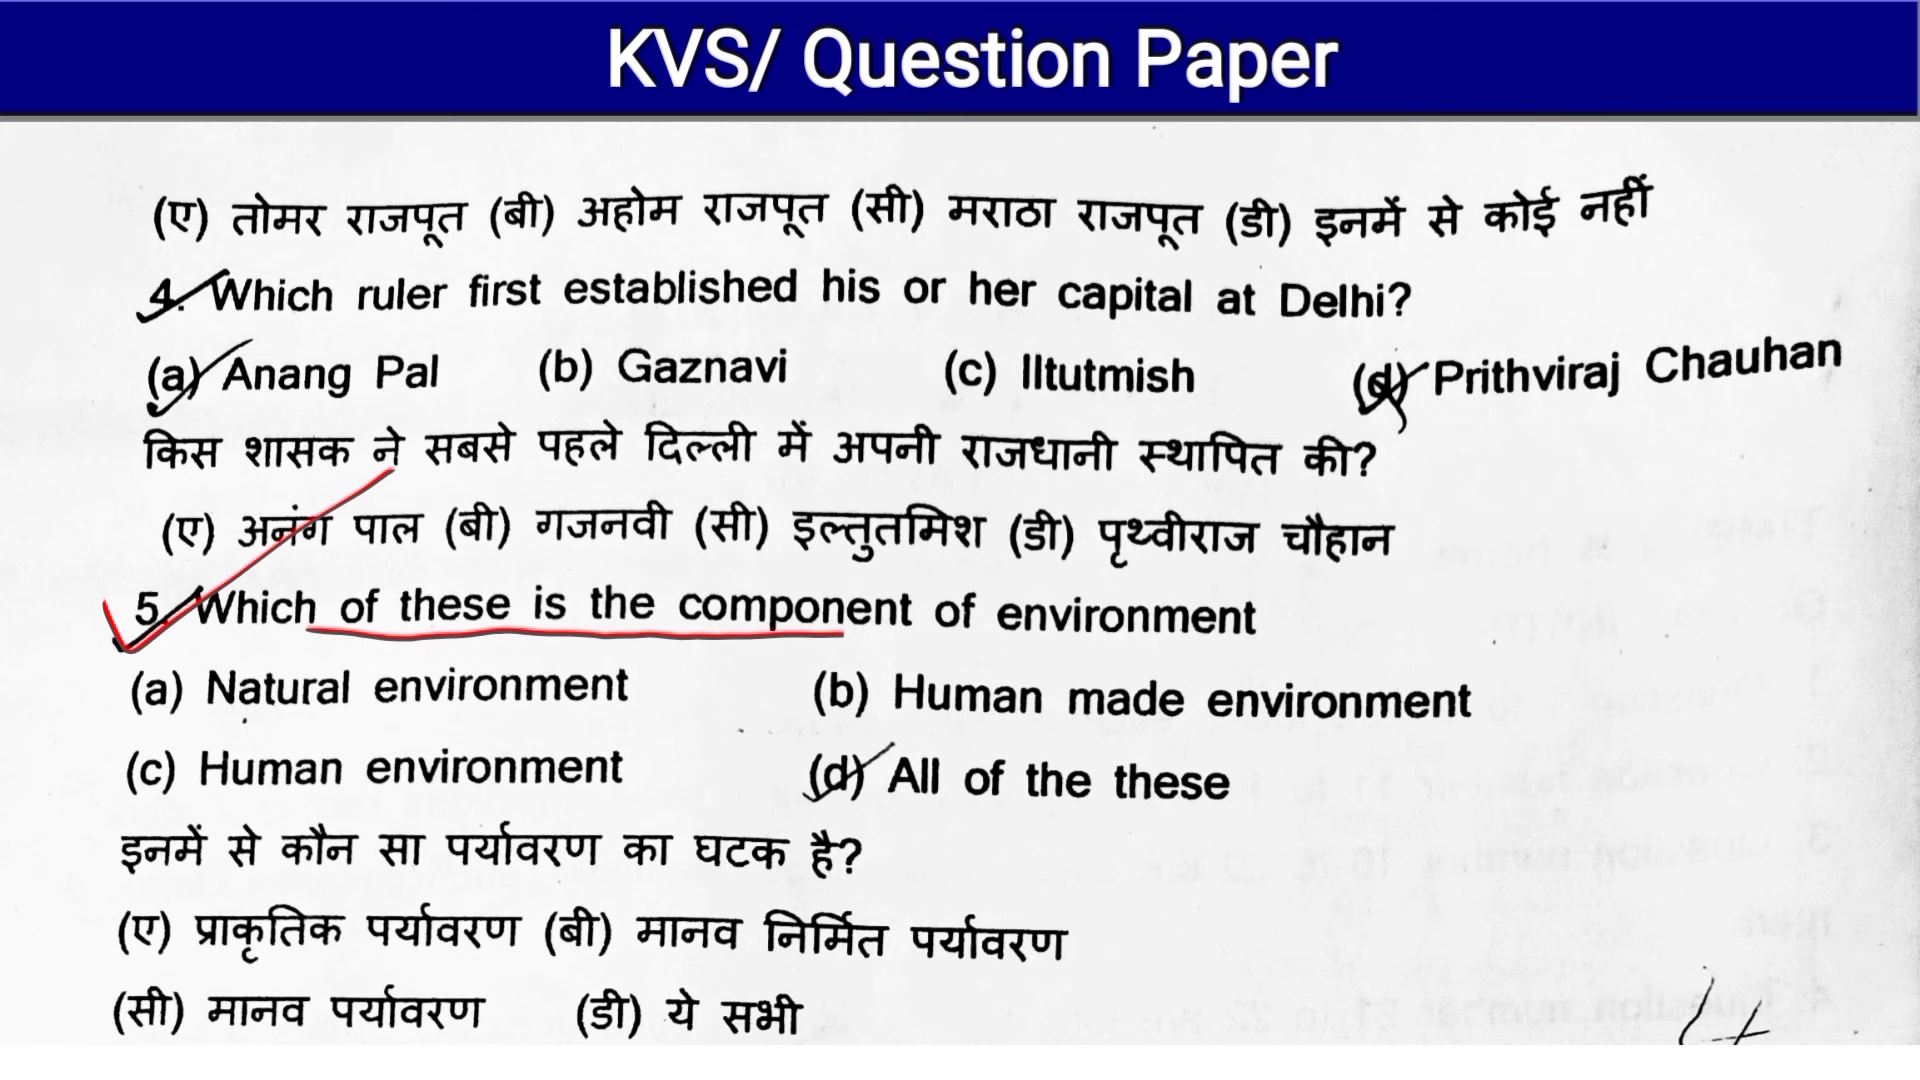 KVS/ Question Paper
(ए) तोमर राजपूत (बी) अहोम राजपूत (सी) मराठा राजपूत (डी) इनमें से कोई नहीं
4. Which ruler first established his or her capital at Delhi?
(a) Anang Pal (b) Gaznavi (c) Iltutmish (d) Prithviraj Chauhan
किस शासक ने सबसे पहले दिल्ली में अपनी राजधानी स्थापित की?
(ए) अनंग पाल (बी) गजनवी (सी) इल्तुतमिश (डी) पृथ्वीराज चौहान
5. Which of these is the component of environment
(a) Natural environment (b) Human made environment
(c) Human environment (d) All of the these
इनमें से कौन सा पर्यावरण का घटक है?
(ए) प्राकृतिक पर्यावरण (बी) मानव निर्मित पर्यावरण
(सी) मानव पर्यावरण (डी) ये सभी